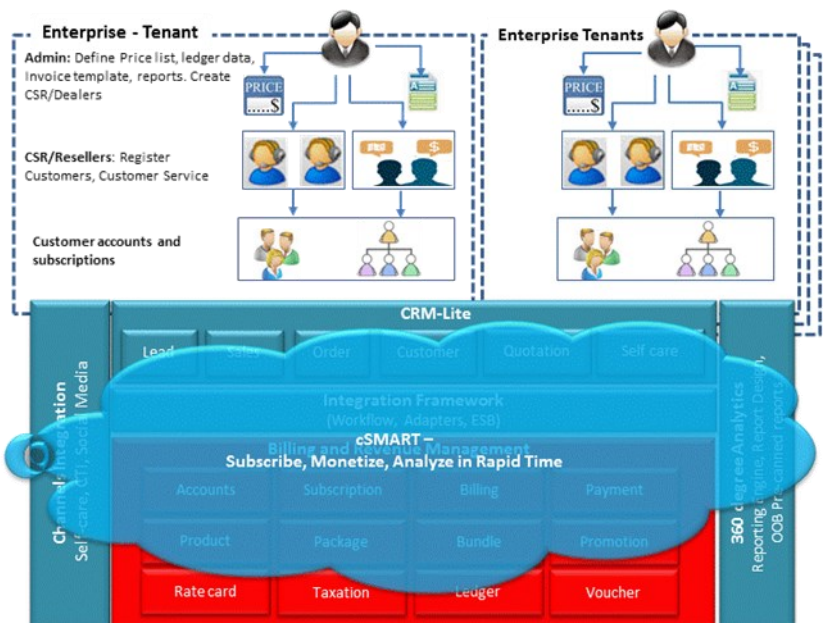 Enterprise - Tenant
Enterprise Tenants
Admin: Define Price list, ledger data,
Invoice template, reports. Create
CSR/Dealers
PRICE
.....$
A
PRICE
.....$
A
CSR/Resellers: Register
Customers, Customer Service
$
$
Customer accounts and
subscriptions
CRM-Lite
Lead
Sales
Order
Customer
Quotation
Self care
Integration Framework
(Workflow, Adapters, ESB)
Billing and Revenue Management
cSMART –
Subscribe, Monetize, Analyze in Rapid Time
Accounts
Subscription
Billing
Payment
Product
Package
Bundle
Promotion
Rate card
Taxation
Ledger
Voucher
Channels Integration
Self-care, CTI, Social Media
360 degree Analytics
Reporting Engine, Report Design,
OOB Pre-canned reports